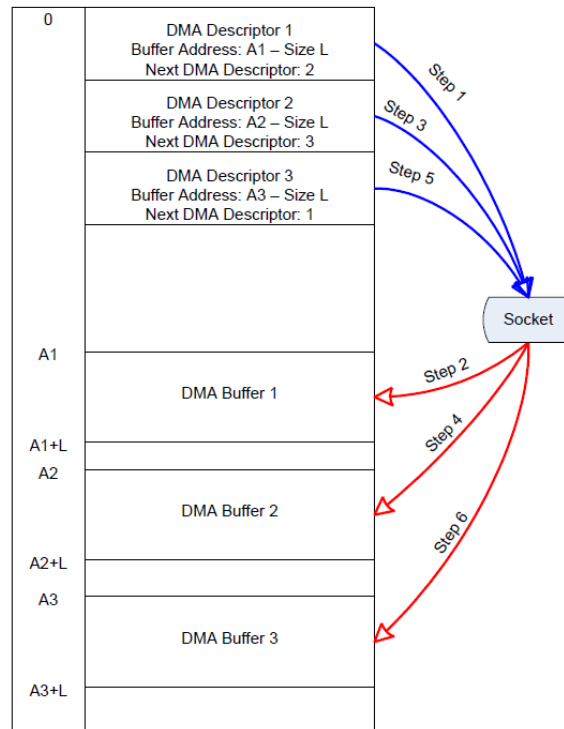 0
DMA Descriptor 1
Buffer Address: A1 – Size L
Next DMA Descriptor: 2
Step 1
DMA Descriptor 2
Buffer Address: A2 – Size L
Next DMA Descriptor: 3
Step 3
DMA Descriptor 3
Buffer Address: A3 – Size L
Next DMA Descriptor: 1
Step 5
Socket
A1
Step 2
DMA Buffer 1
Step 4
A1+L
A2
DMA Buffer 2
Step 6
A2+L
A3
DMA Buffer 3
A3+L